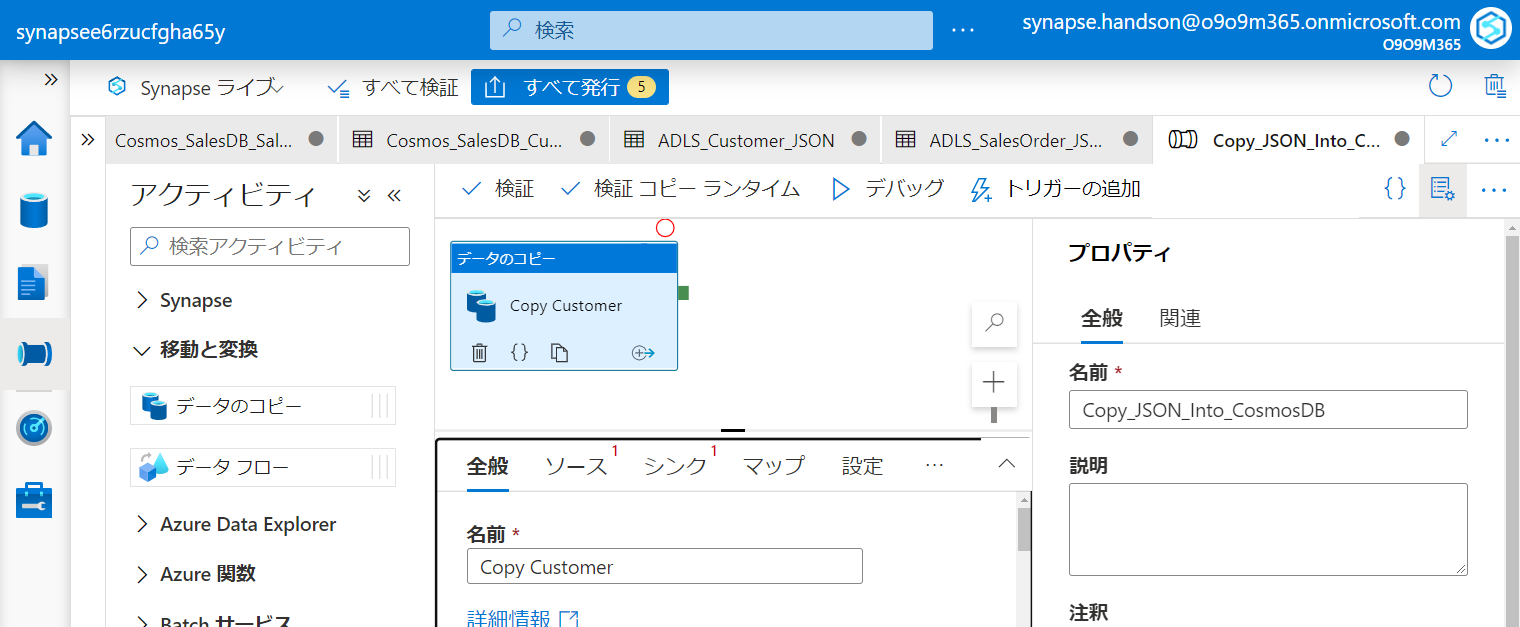 synapsee6rzucfgha65y
検索
synapse.handson@o9o9m365.onmicrosoft.com
O9O9M365
Synapse ライブ
すべて検証
すべて発行 5
Cosmos_SalesDB_Sal...
Cosmos_SalesDB_Cu...
ADLS_Customer_JSON
ADLS_SalesOrder_JS...
Copy_JSON_Into_C...
アクティビティ
検索アクティビティ
Synapse
移動と変換
データのコピー
データ フロー
Azure Data Explorer
Azure 関数
Batch サービス
検証
検証 コピー ランタイム
デバッグ
トリガーの追加
データのコピー
Copy Customer
全般
ソース 1
シンク 1
マップ
設定
名前 *
Copy Customer
詳細情報
プロパティ
全般
関連
名前 *
Copy_JSON_Into_CosmosDB
説明
注釈